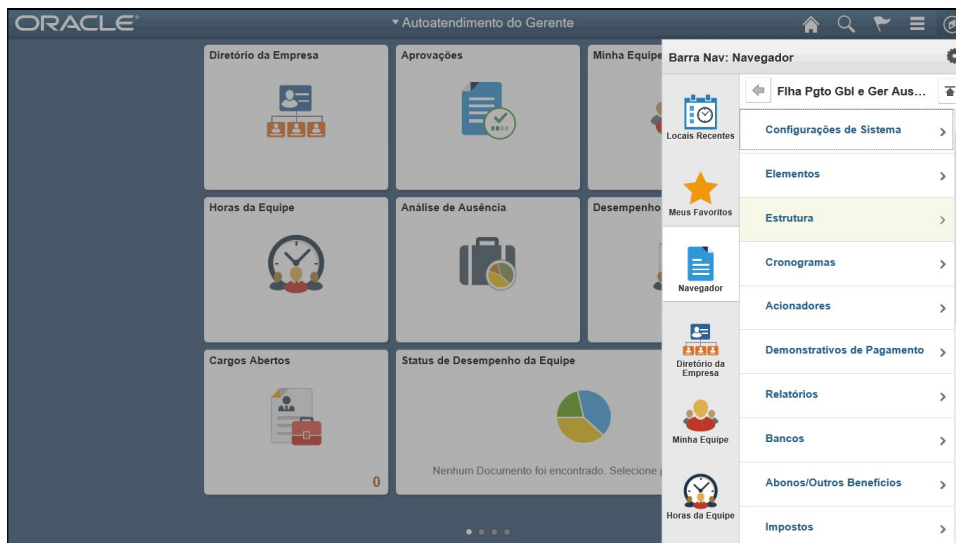 ORACLE
Autoatendimento do Gerente
Diretório da Empresa
Aprovações
Minha Equipe
Horas da Equipe
Análise de Ausência
Desempenho
Cargos Abertos
0
Status de Desempenho da Equipe
Nenhum Documento foi encontrado. Selecione
Barra Nav: Navegador
Locais Recentes
Meus Favoritos
Navegador
Diretório da
Empresa
Minha Equipe
Horas da Equipe
Flha Pgto Gbl e Ger Aus...
Configurações de Sistema
Elementos
Estrutura
Cronogramas
Acionadores
Demonstrativos de Pagamento
Relatórios
Bancos
Abonos/Outros Benefícios
Impostos